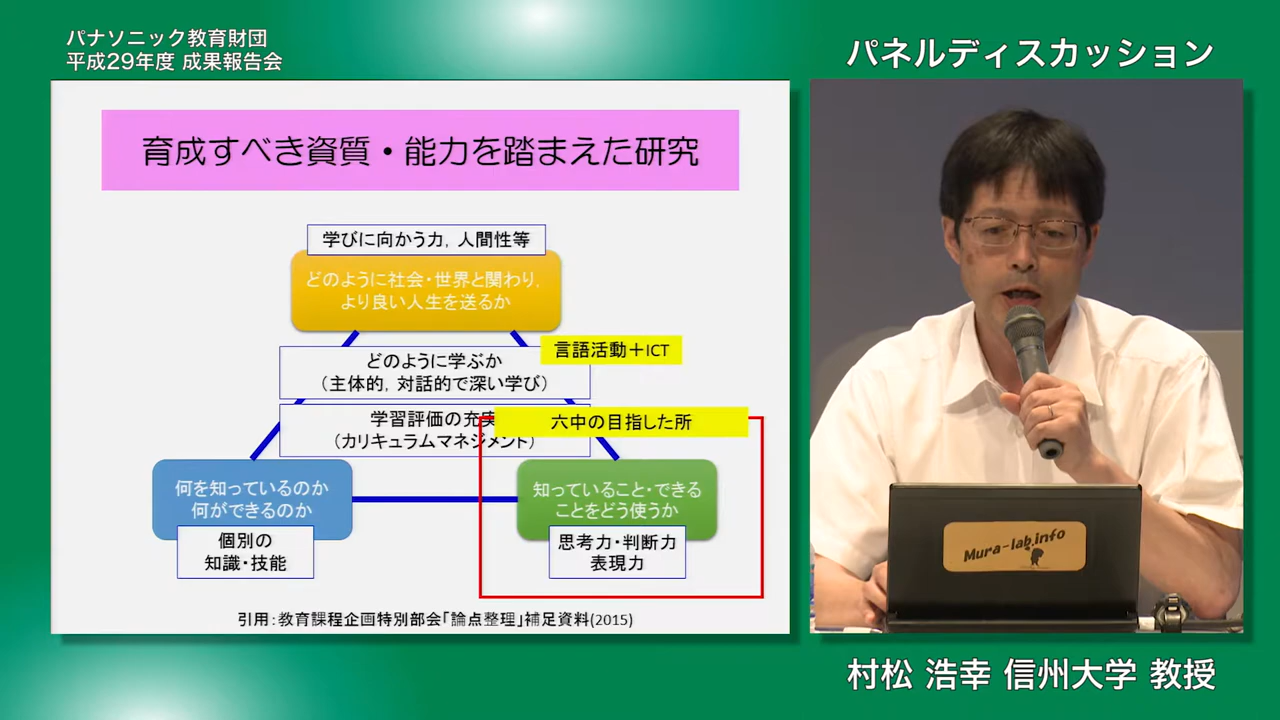 パナソニック教育財団
平成29年度 成果報告会
パネルディスカッション
育成すべき資質・能力を踏まえた研究
学びに向かう力，人間性等
どのように社会・世界と関わり，
より良い人生を送るか
言語活動＋ICT
どのように学ぶか
（主体的，対話的で深い学び）
学習評価の充実
六中の目指した所
（カリキュラムマネジメント）
何を知っているのか
何ができるのか
知っていること・できる
ことをどう使うか
個別の
知識・技能
思考力・判断力
表現力
引用：教育課程企画特別部会「論点整理」補足資料(2015)
Mura-lab.info
村松 浩幸 信州大学 教授